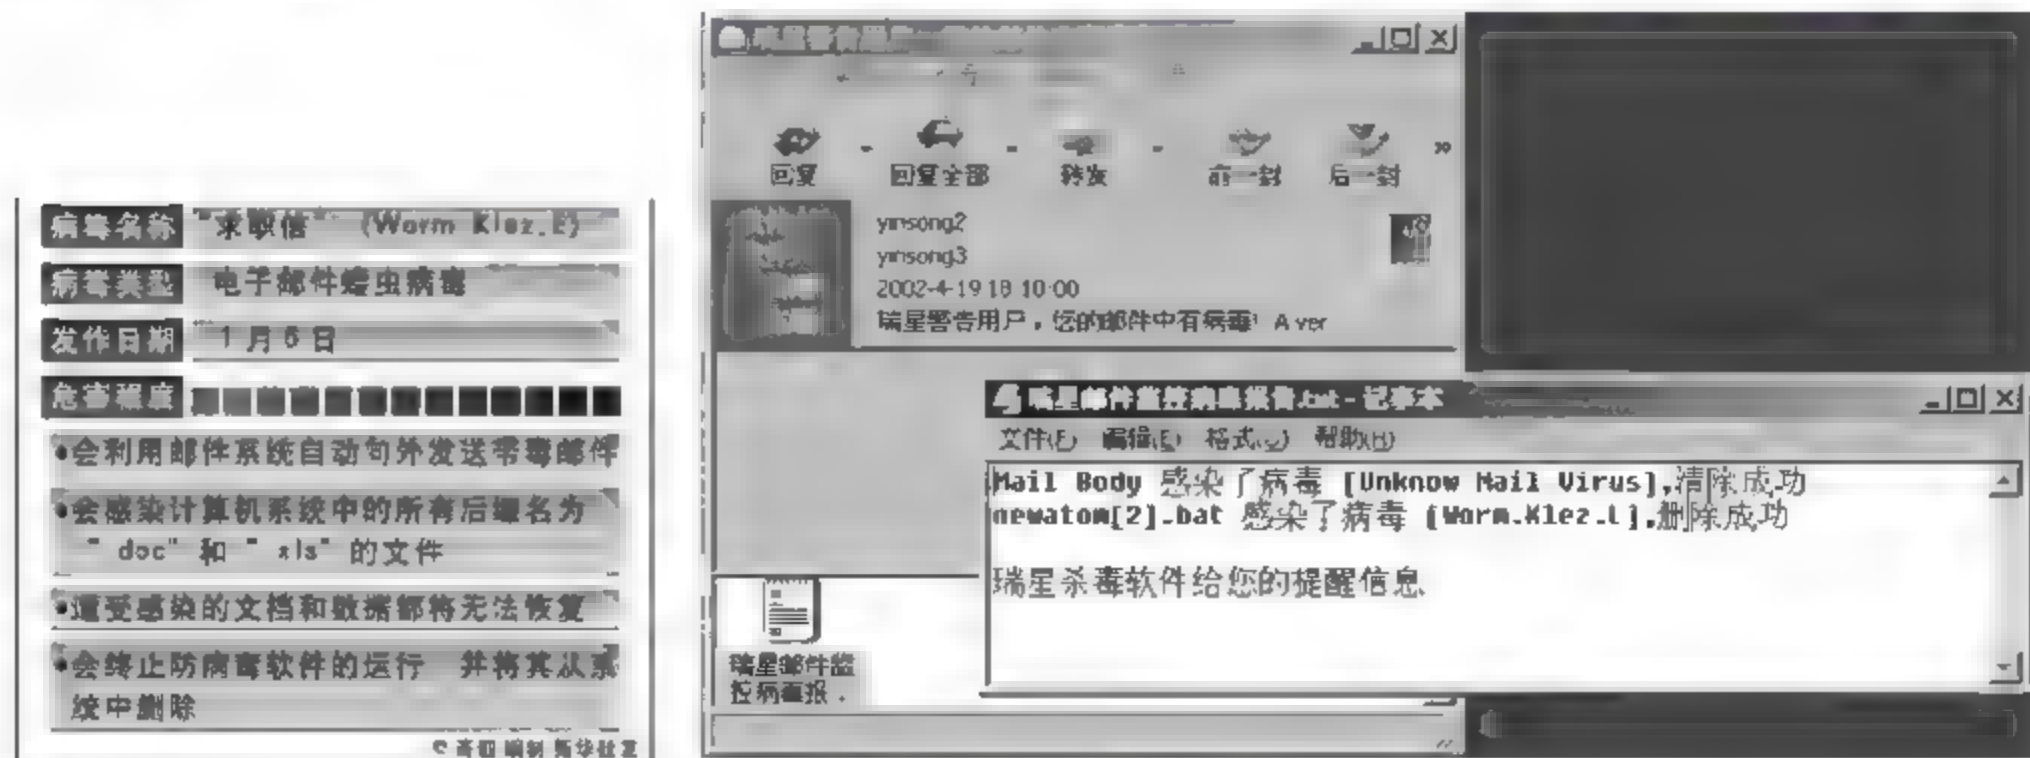 病毒名称 "求职信" (Worm Klez.E)
病毒类型 电子邮件蠕虫病毒
发作日期 1月6日
危害程度
•会利用邮件系统自动向外发送带毒邮件
•会感染计算机系统中的所有后缀名为
" doc" 和 " xls" 的文件
•遭受感染的文档和数据都将无法恢复
•会终止防病毒软件的运行 并将其从系
统中删除
编制 新华社发
回复 回复全部 转发 前一封 后一封 »
yinsong2
yinsong3
2002-4-19 18 10:00
瑞星警告用户，您的邮件中有病毒! A ver
瑞星邮件监控病毒报告.txt - 记事本
文件(F) 编辑(E) 格式(O) 帮助(H)
Mail Body 感染了病毒 [Unknow Mail Virus],清除成功
newatom[2].bat 感染了病毒 [Worm.Klez.L],删除成功
瑞星杀毒软件给您的提醒信息
瑞星邮件监
控病毒报.